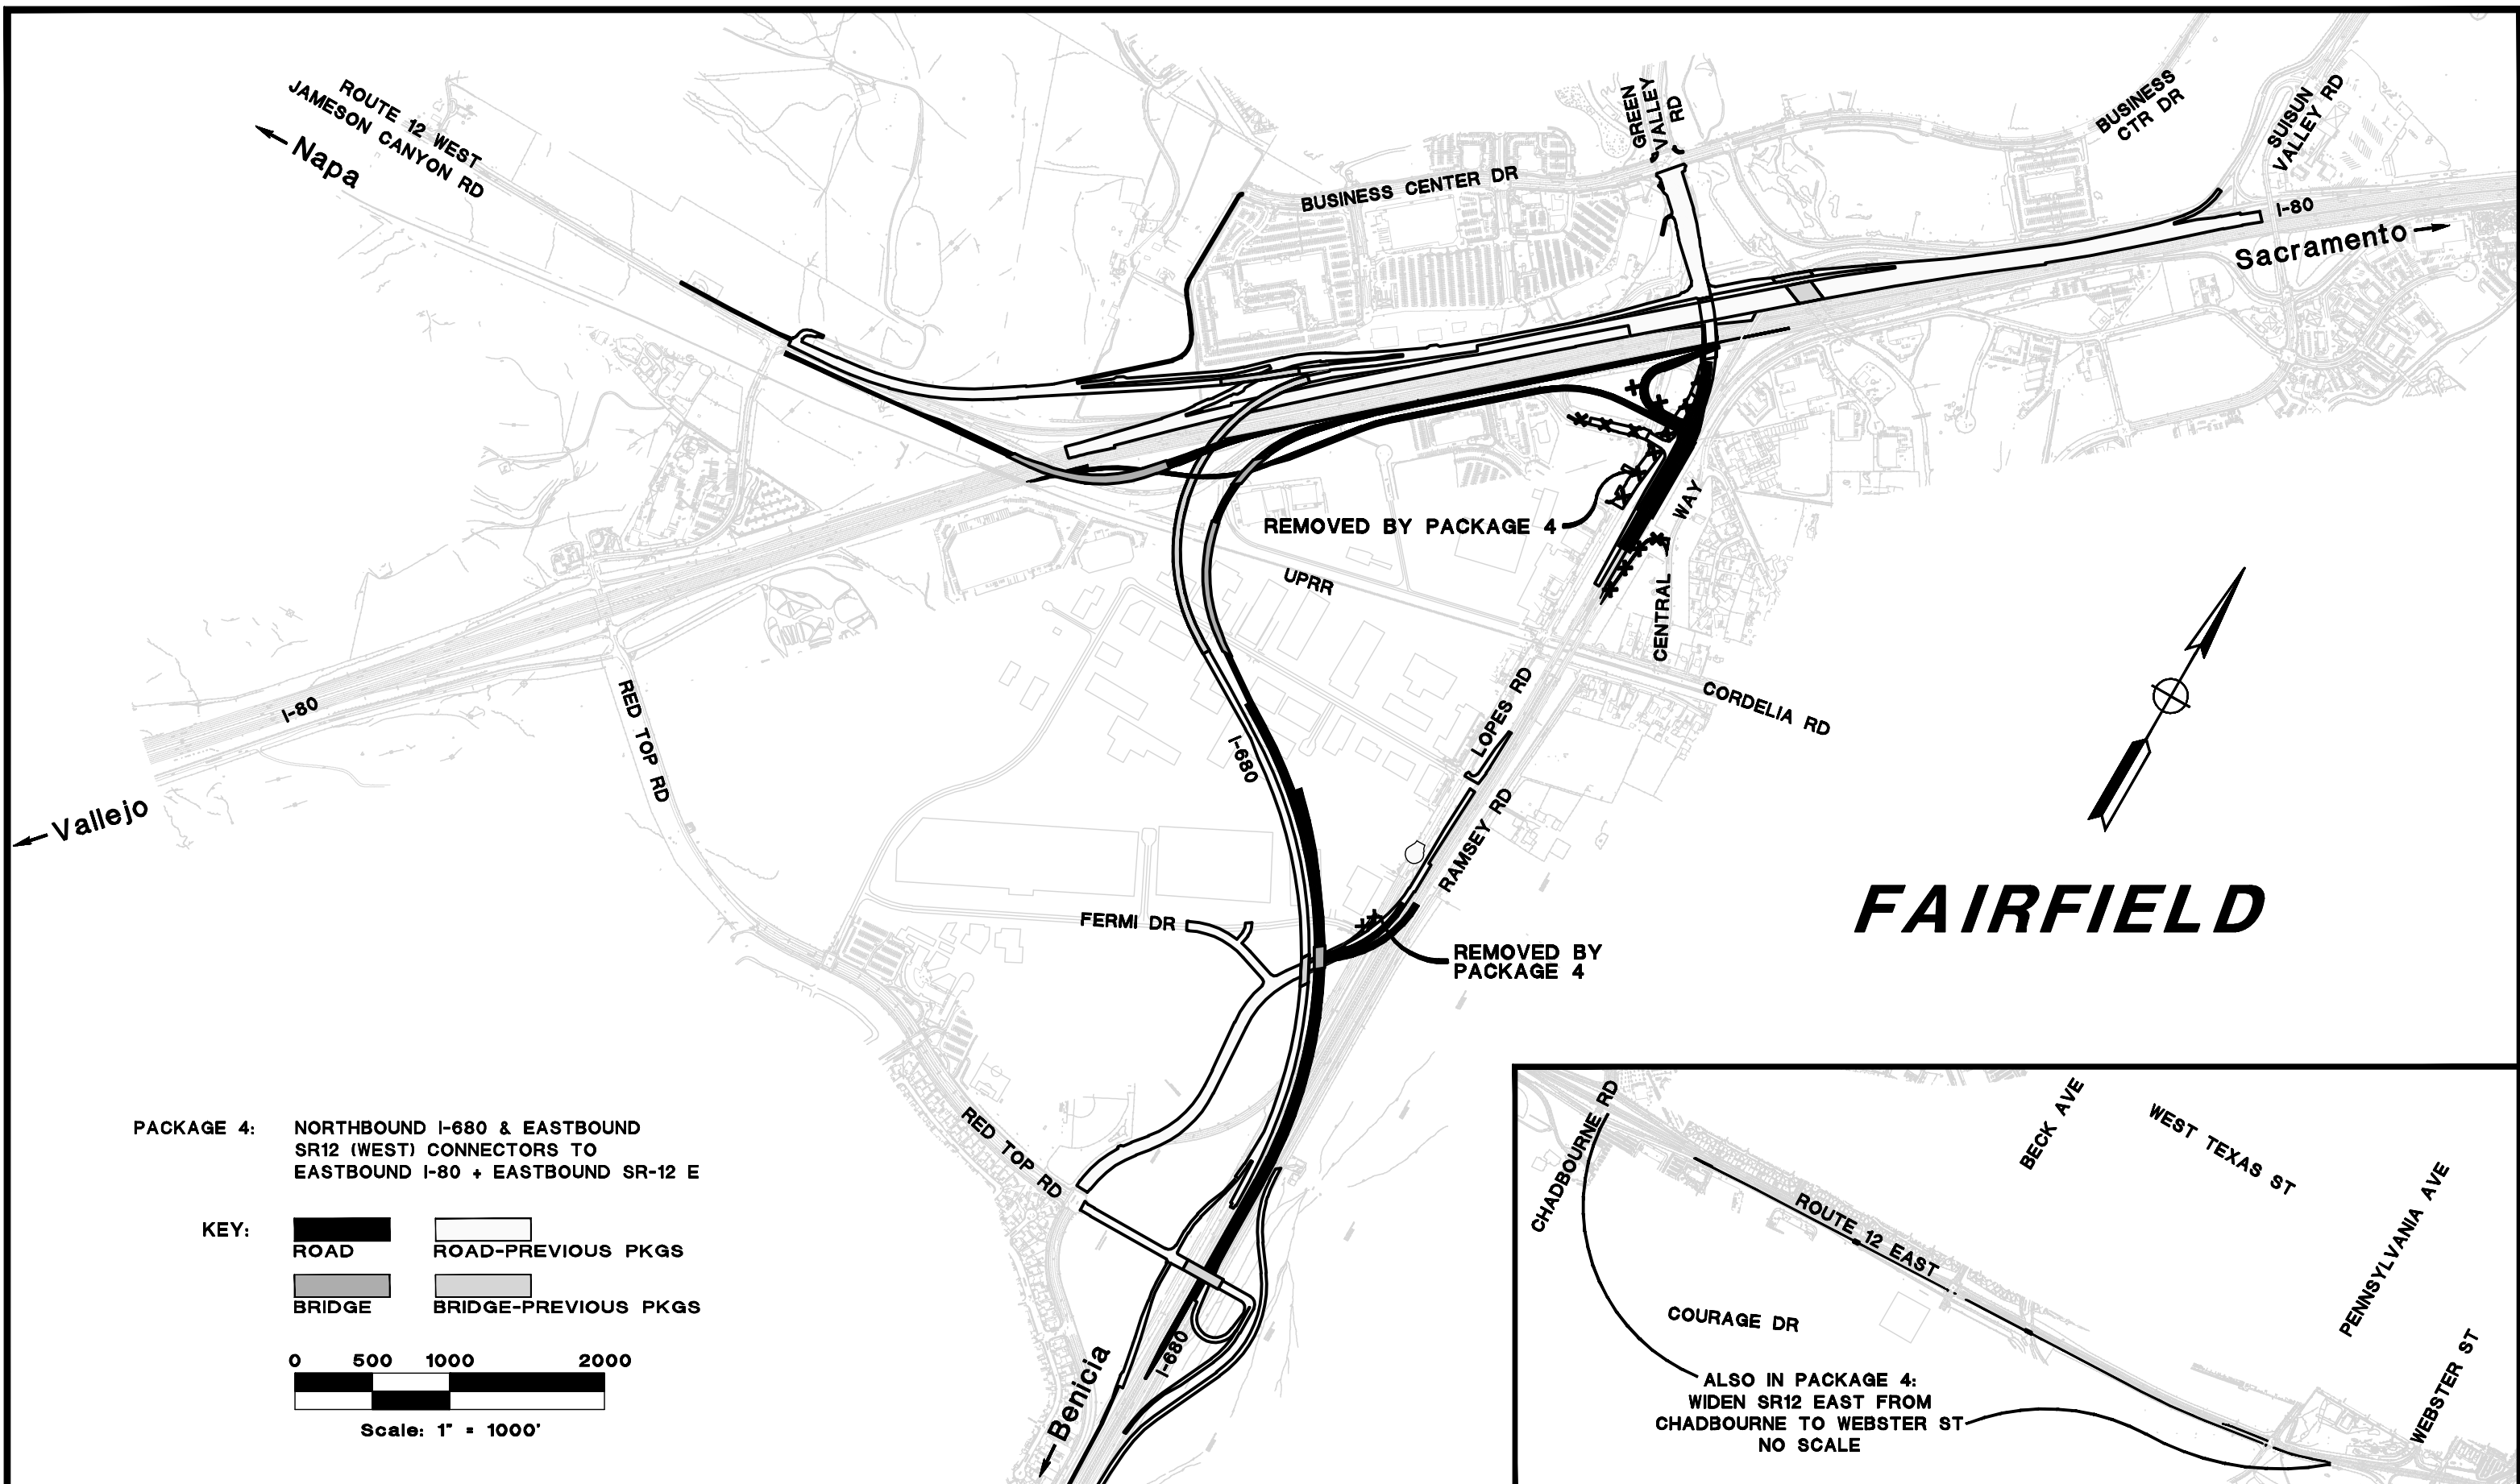 ROUTE 12 WEST
JAMESON CANYON RD
Napa
GREEN
VALLEY
RD
BUSINESS
CTR DR
SUISUN
VALLEY RD
BUSINESS CENTER DR
I-80
Sacramento
REMOVED BY PACKAGE 4
WAY
CENTRAL
UPRR
CORDELIA RD
LOPES RD
RAMSEY RD
I-80
RED TOP RD
I-680
Vallejo
FAIRFIELD
FERMI DR
REMOVED BY
PACKAGE 4
RED TOP RD
I-680
Benicia
PACKAGE 4: NORTHBOUND I-680 & EASTBOUND
SR12 (WEST) CONNECTORS TO
EASTBOUND I-80 + EASTBOUND SR-12 E
KEY:
ROAD ROAD-PREVIOUS PKGS
BRIDGE BRIDGE-PREVIOUS PKGS
0 500 1000 2000
Scale: 1" = 1000'
CHADBOURNE RD
BECK AVE
WEST TEXAS ST
PENNSYLVANIA AVE
ROUTE 12 EAST
COURAGE DR
WEBSTER ST
ALSO IN PACKAGE 4:
WIDEN SR12 EAST FROM
CHADBOURNE TO WEBSTER ST
NO SCALE